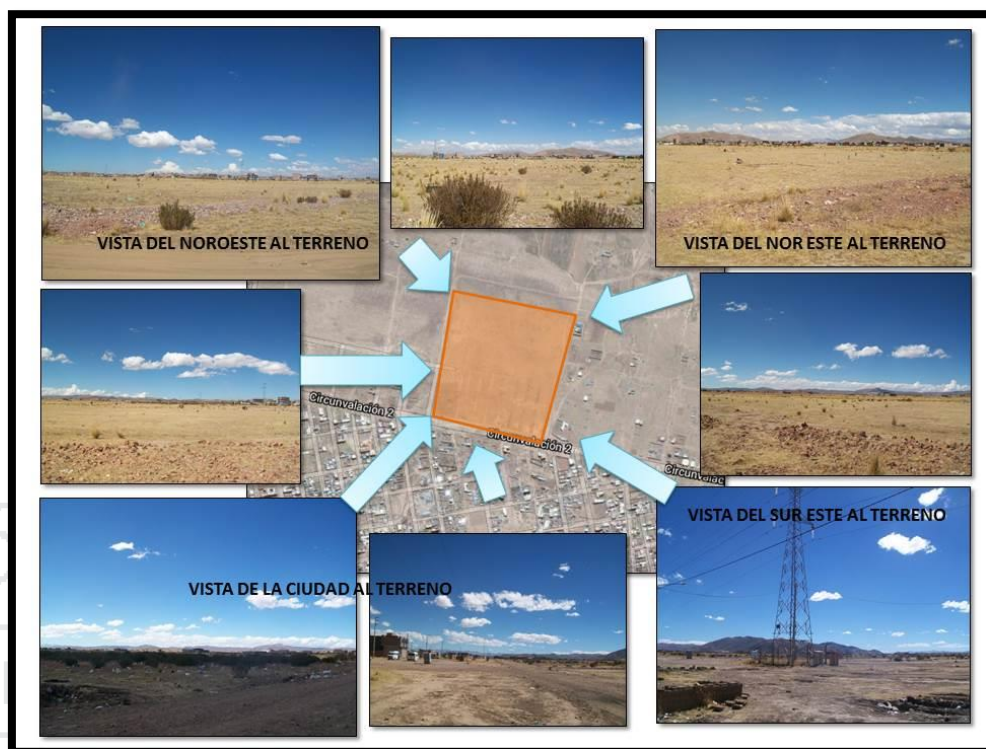 VISTA DEL NOROESTE AL TERRENO
VISTA DEL NOR ESTE AL TERRENO
Circunvalación 2
Circunvalación 2
Circunvalac
VISTA DEL SUR ESTE AL TERRENO
VISTA DE LA CIUDAD AL TERRENO